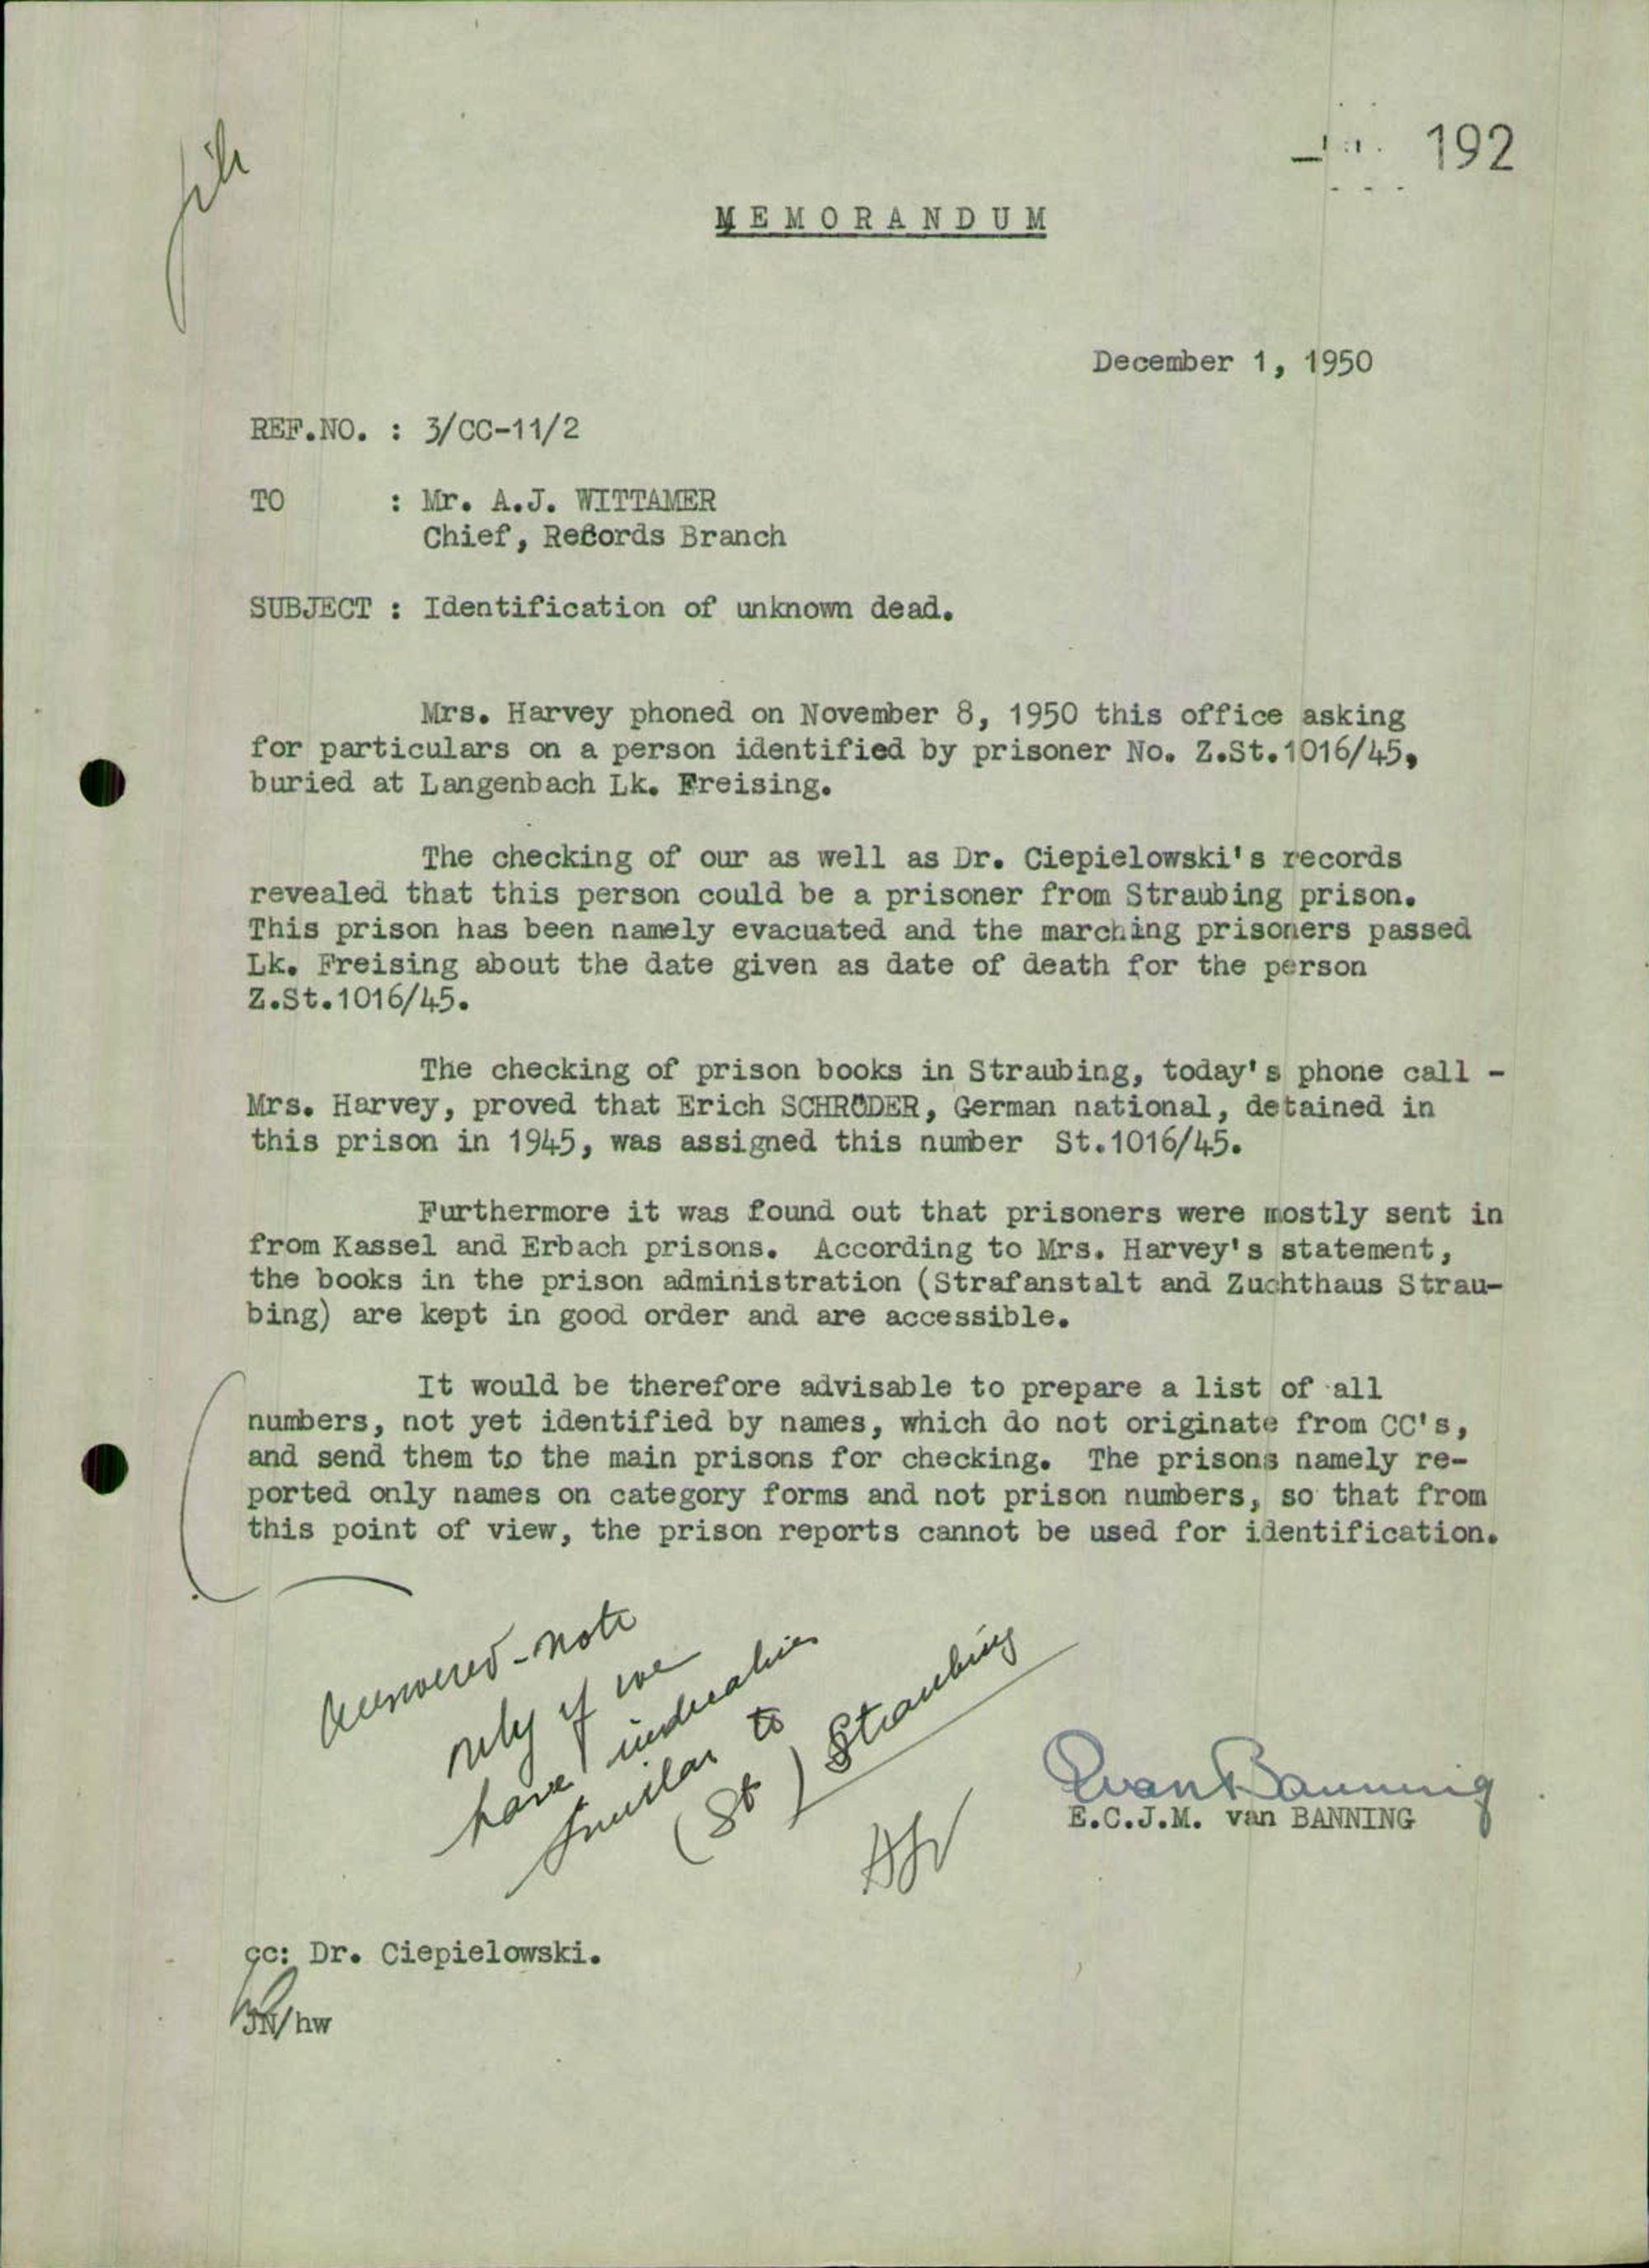 file
192
MEMORANDUM
December 1, 1950
REF.NO. : 3/CC-11/2
TO : Mr. A.J. WITTAMER
Chief, Records Branch
SUBJECT : Identification of unknown dead.
Mrs. Harvey phoned on November 8, 1950 this office asking
for particulars on a person identified by prisoner No. Z.St.1016/45,
buried at Langenbach Lk. Freising.
The checking of our as well as Dr. Ciepielowski's records
revealed that this person could be a prisoner from Straubing prison.
This prison has been namely evacuated and the marching prisoners passed
Lk. Freising about the date given as date of death for the person
Z.St.1016/45.
The checking of prison books in Straubing, today's phone call -
Mrs. Harvey, proved that Erich SCHRÖDER, German national, detained in
this prison in 1945, was assigned this number St.1016/45.
Furthermore it was found out that prisoners were mostly sent in
from Kassel and Erbach prisons. According to Mrs. Harvey's statement,
the books in the prison administration (Strafanstalt and Zuchthaus Strau-
bing) are kept in good order and are accessible.
It would be therefore advisable to prepare a list of all
numbers, not yet identified by names, which do not originate from CC's,
and send them to the main prisons for checking. The prisons namely re-
ported only names on category forms and not prison numbers, so that from
this point of view, the prison reports cannot be used for identification.
Answered - note
only if we
have indication
similar to
(St) Straubing
van Banning
E.C.J.M. van BANNING
cc: Dr. Ciepielowski.
JN/hw